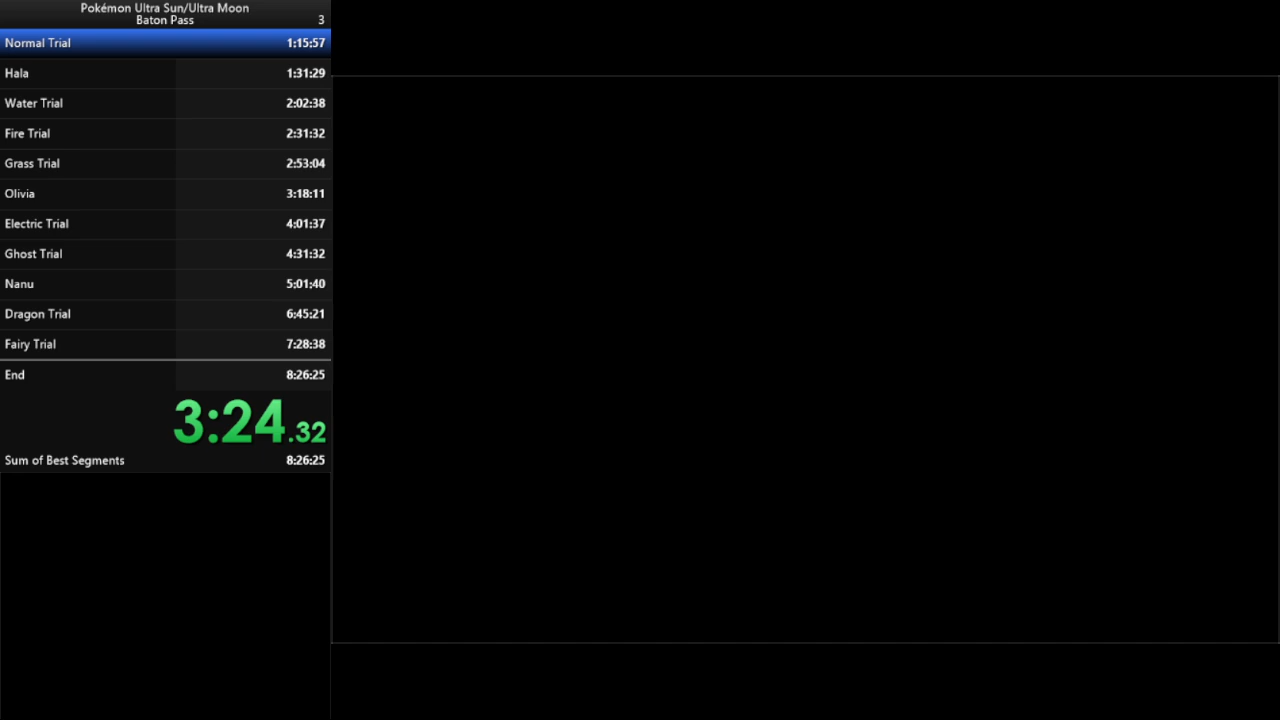 Pokémon Ultra Sun/Ultra Moon
Baton Pass 3
Normal Trial 1:15:57
Hala 1:31:29
Water Trial 2:02:38
Fire Trial 2:31:32
Grass Trial 2:53:04
Olivia 3:18:11
Electric Trial 4:01:37
Ghost Trial 4:31:32
Nanu 5:01:40
Dragon Trial 6:45:21
Fairy Trial 7:28:38
End 8:26:25
3:24.32
Sum of Best Segments 8:26:25